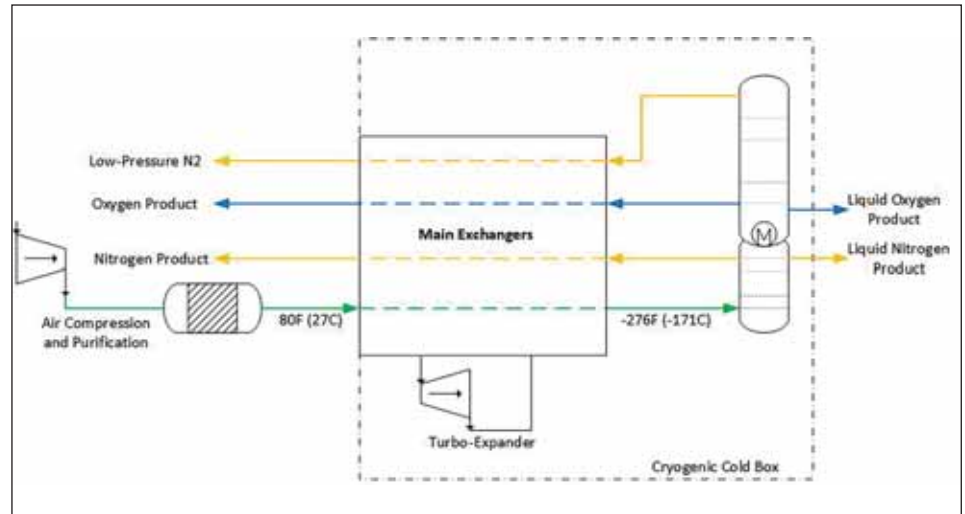 Low-Pressure N2
Oxygen Product
Main Exchangers
Nitrogen Product
Liquid Oxygen
Product
M
Liquid Nitrogen
Product
Air Compression
and Purification
80F (27C)
-276F (-171C)
Turbo-Expander
Cryogenic Cold Box